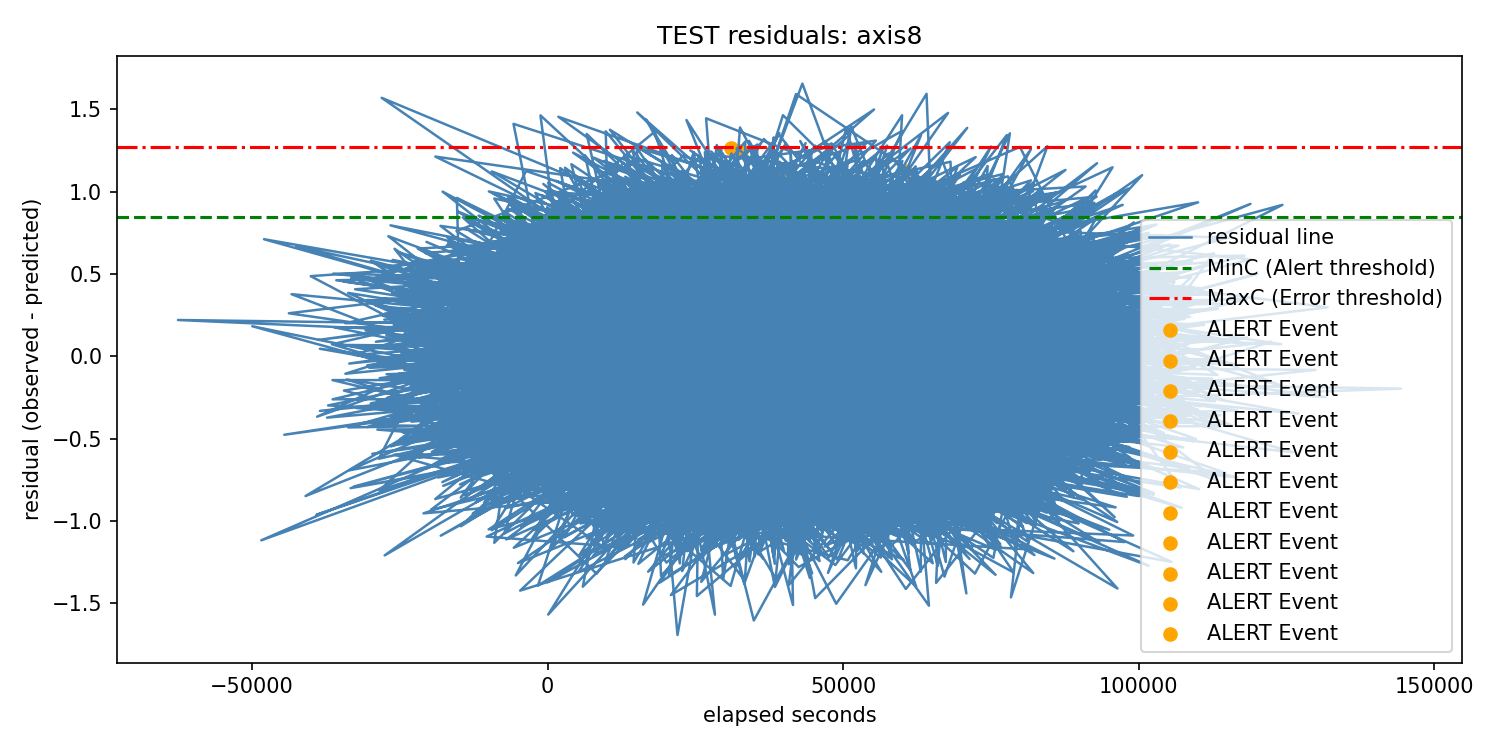 TEST residuals: axis8
residual (observed - predicted)
1.5
1.0
0.5
0.0
−0.5
−1.0
−1.5
residual line
MinC (Alert threshold)
MaxC (Error threshold)
ALERT Event
ALERT Event
ALERT Event
ALERT Event
ALERT Event
ALERT Event
ALERT Event
ALERT Event
ALERT Event
ALERT Event
ALERT Event
−50000
0
50000
100000
150000
elapsed seconds